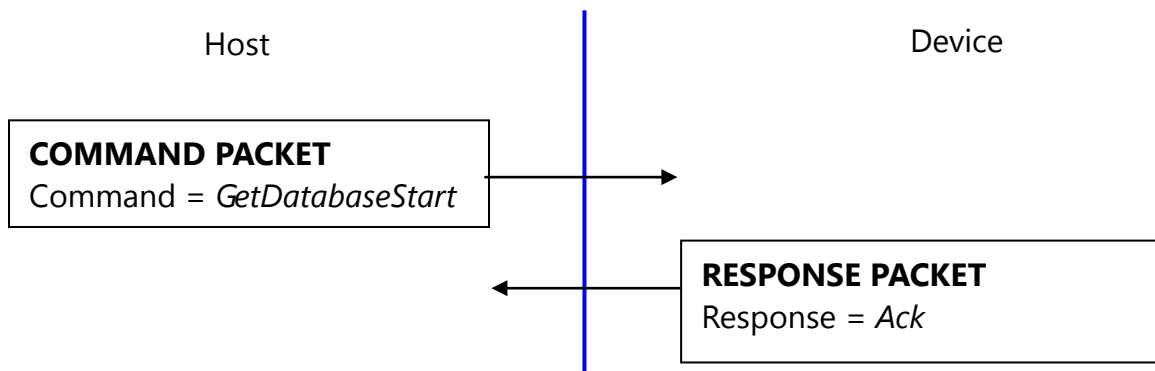 Host
Device
COMMAND PACKET
Command = GetDatabaseStart
RESPONSE PACKET
Response = Ack